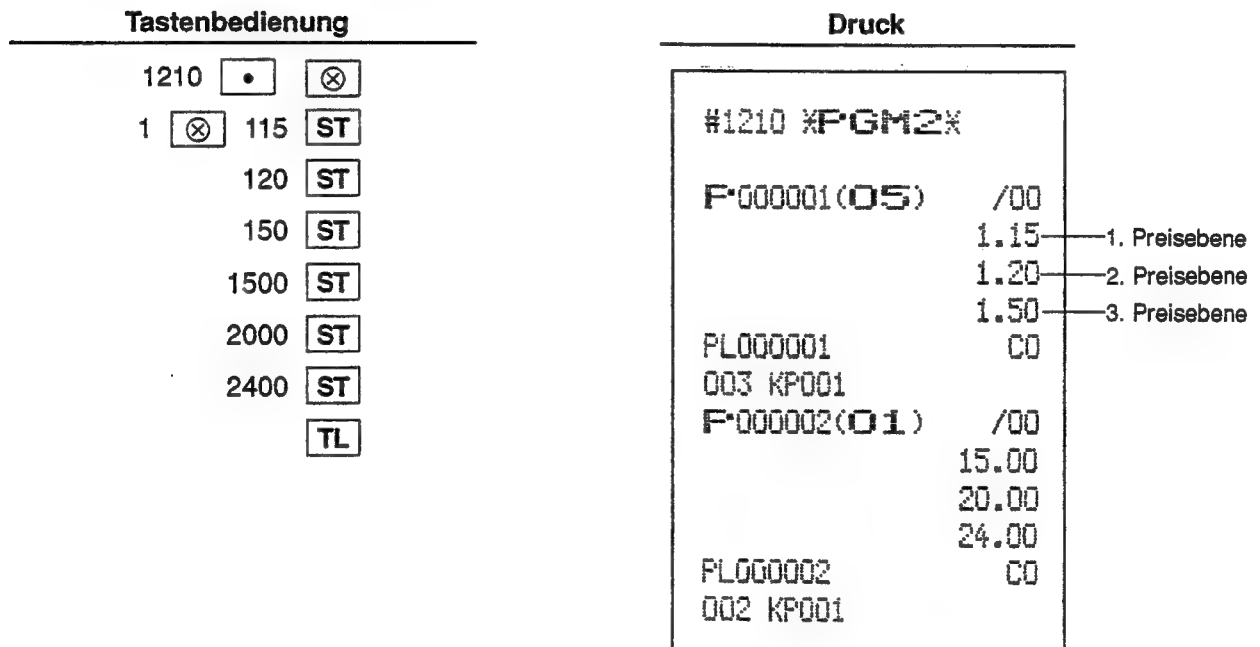 Tastenbedienung
1210 • ⊗
1 ⊗ 115 ST
120 ST
150 ST
1500 ST
2000 ST
2400 ST
TL
Druck
#1210 *PGM2*
P000001(05) /00
1.15 1. Preisebene
1.20 2. Preisebene
1.50 3. Preisebene
PL000001 C0
003 KP001
P000002(01) /00
15.00
20.00
24.00
PL000002 C0
002 KP001